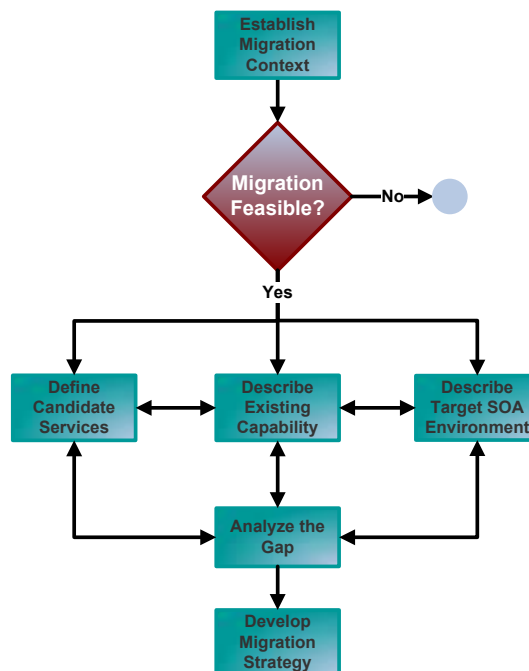 Establish
Migration
Context
Migration
Feasible?
No
Yes
Define
Candidate
Services
Describe
Existing
Capability
Describe
Target SOA
Environment
Analyze the
Gap
Develop
Migration
Strategy